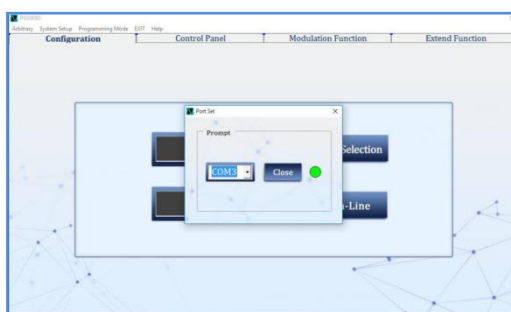 Arbitrary System Setup Programming Mode EXIT Help
Configuration Control Panel Modulation Function Extend Function
Port Set
Prompt
COM3 Close
Selection
-Line